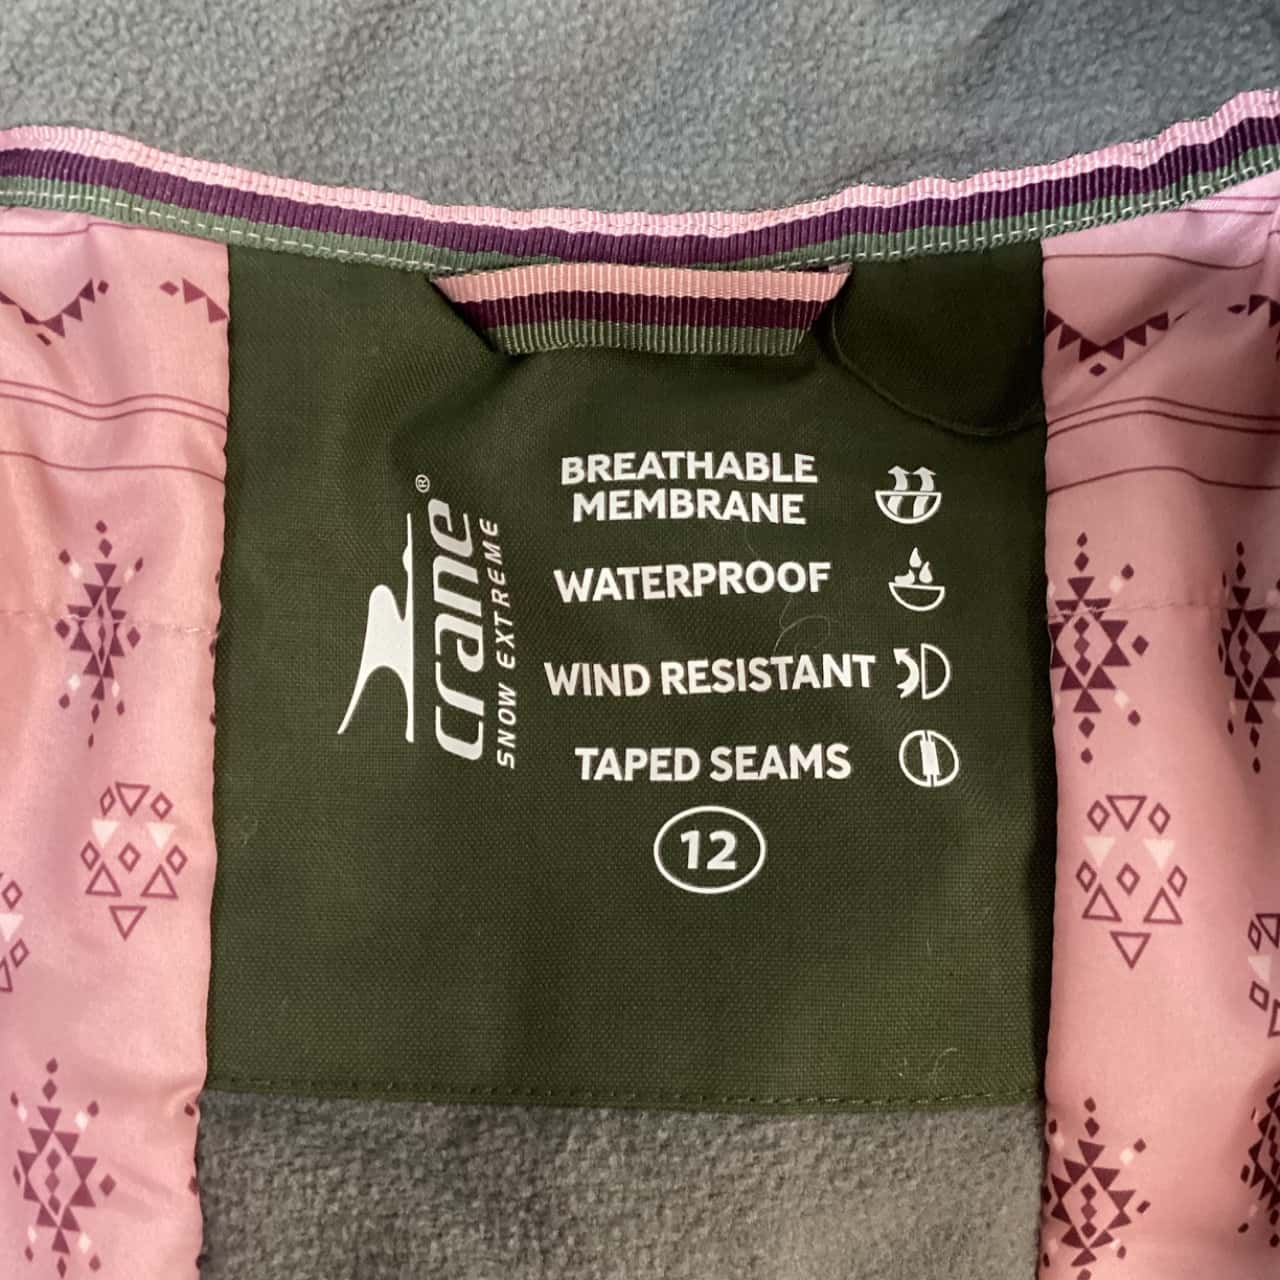 crane®
SNOW EXTREME
BREATHABLE
MEMBRANE
WATERPROOF
WIND RESISTANT
TAPED SEAMS
12